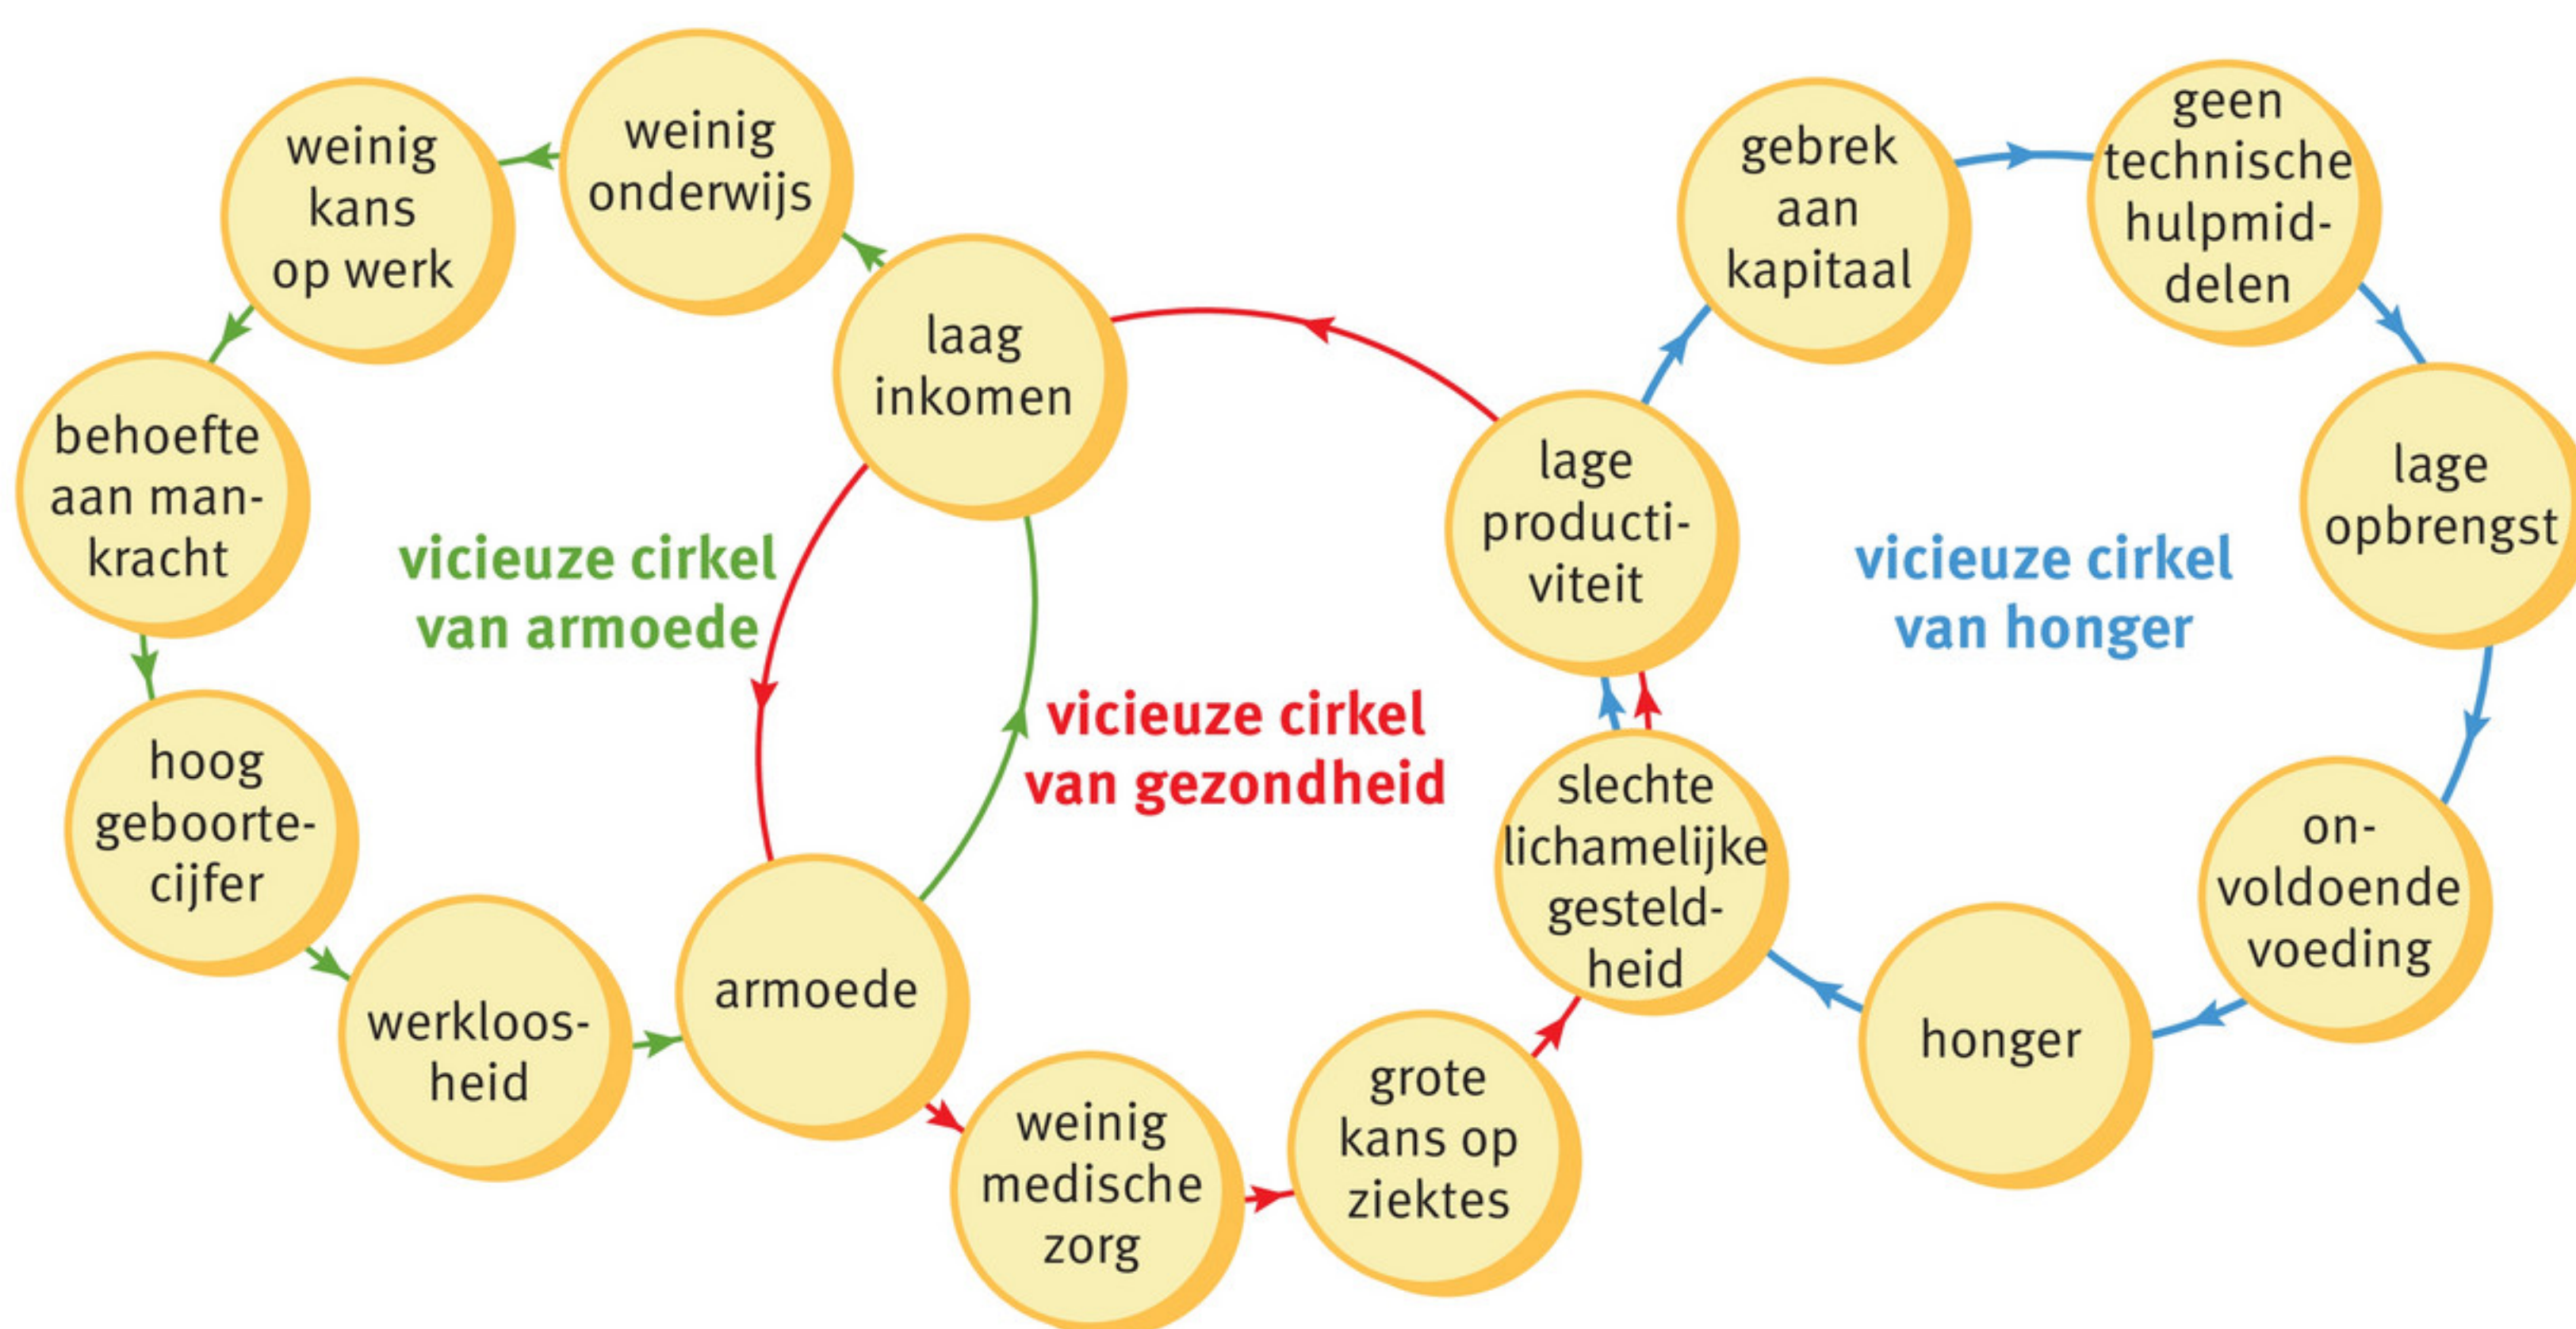 weinig
kans
op werk
weinig
onderwijs
laag
inkomen
behoefte
aan man-
kracht
hoog
geboorte-
cijfer
werkloos-
heid
armoede
vicieuze cirkel
van armoede
vicieuze cirkel
van gezondheid
weinig
medische
zorg
grote
kans op
ziektes
slechte
lichamelijke
gesteld-
heid
lage
producti-
viteit
gebrek
aan
kapitaal
geen
technische
hulpmid-
delen
lage
opbrengst
vicieuze cirkel
van honger
on-
voldoende
voeding
honger